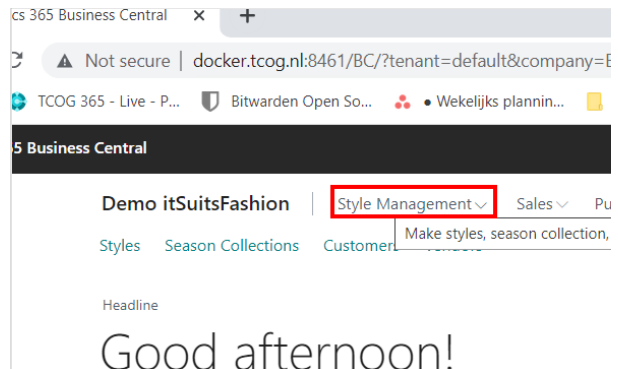 cs 365 Business Central
Not secure | docker.tcog.nl:8461/BC/?tenant=default&company=
TCOG 365 - Live - P... Bitwarden Open So... • Wekelijks plannin...
5 Business Central
Demo itSuitsFashion Style Management Sales Pu
Make styles, season collection,
Styles Season Collections Customers
Headline
Good afternoon!